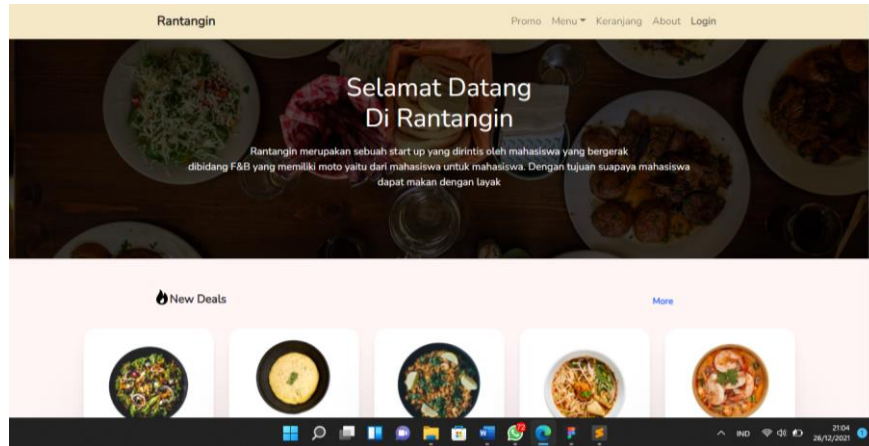 Rantangin
Promo Menu Keranjang About Login
Selamat Datang
Di Rantangin
Rantangin merupakan sebuah start up yang dirintis oleh mahasiswa yang bergerak
dibidang F&B yang memiliki moto yaitu dari mahasiswa untuk mahasiswa. Dengan tujuan suapaya mahasiswa
dapat makan dengan layak
New Deals More
72
IND
21:04
26/12/2021
1